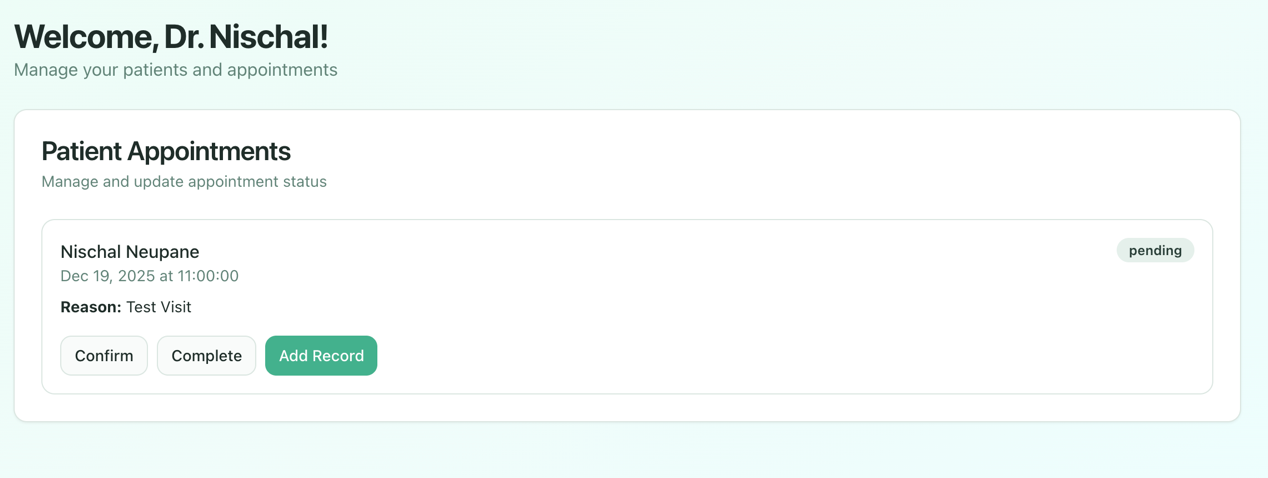 Welcome, Dr. Nischal!
Manage your patients and appointments
Patient Appointments
Manage and update appointment status
Nischal Neupane
pending
Dec 19, 2025 at 11:00:00
Reason: Test Visit
Confirm
Complete
Add Record